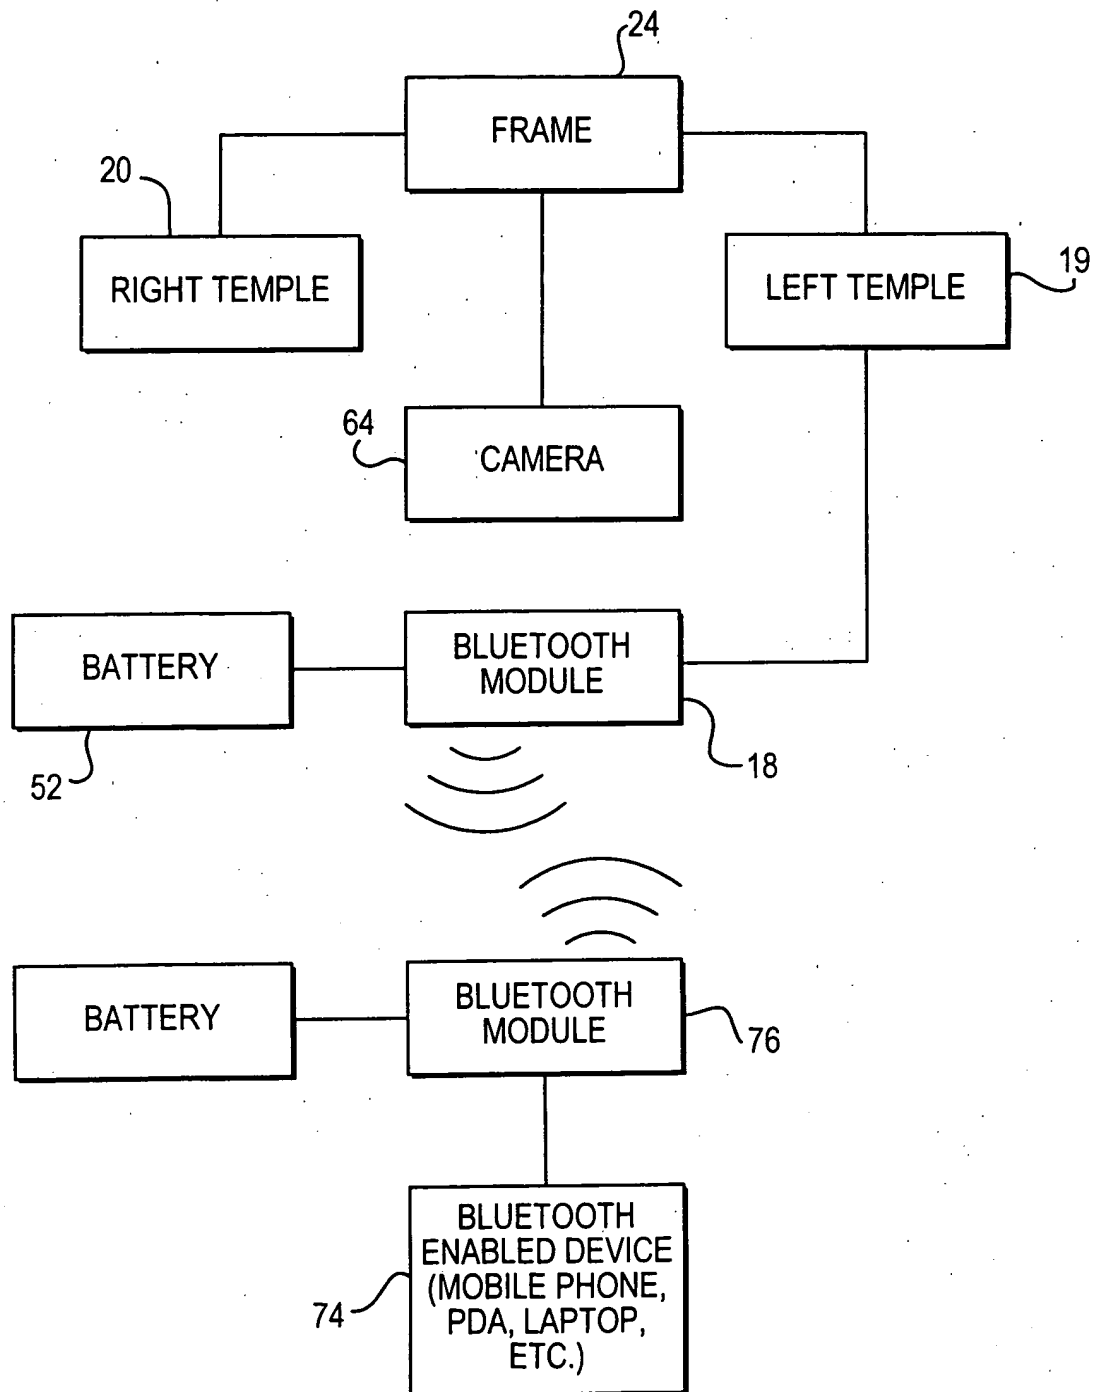 24
FRAME
20
RIGHT TEMPLE
LEFT TEMPLE
19
64
CAMERA
BATTERY
52
BLUETOOTH
MODULE
18
BATTERY
BLUETOOTH
MODULE
76
BLUETOOTH
ENABLED DEVICE
(MOBILE PHONE,
PDA, LAPTOP,
ETC.)
74